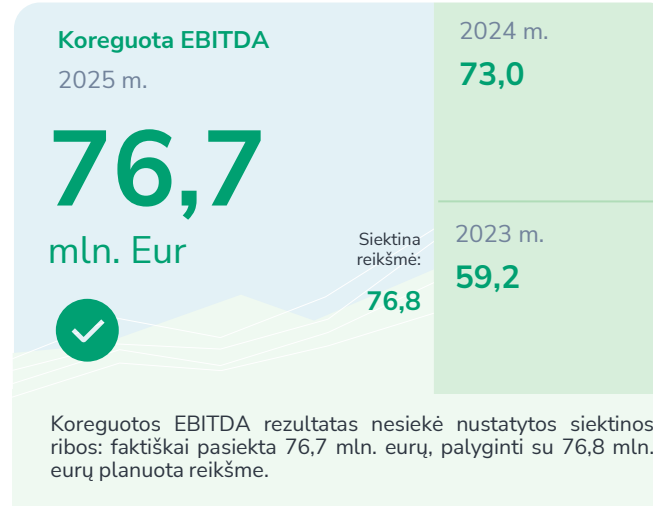 Koreguota EBITDA
2025 m.
76,7
mln. Eur
Siektina
reikšmė:
76,8
2024 m.
73,0
2023 m.
59,2
Koreguotos EBITDA rezultatas nesiekė nustatytos siektinos
ribos: faktiškai pasiekta 76,7 mln. eurų, palyginti su 76,8 mln.
eurų planuota reikšme.